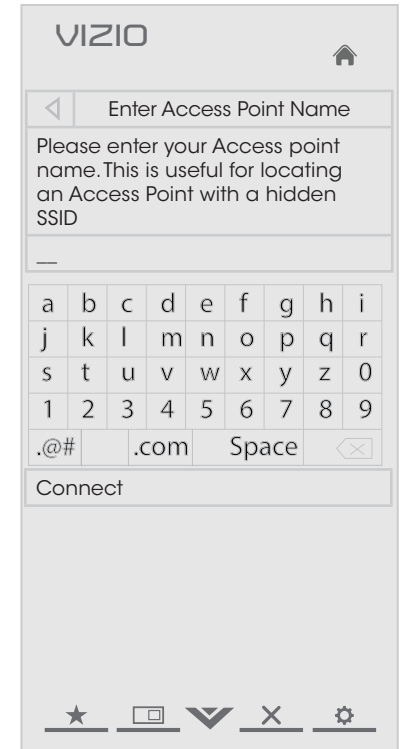 VIZIO
Enter Access Point Name
Please enter your Access point
name. This is useful for locating
an Access Point with a hidden
SSID
__
a b c d e f g h i
j k l m n o p q r
s t u v w x y z 0
1 2 3 4 5 6 7 8 9
.@# .com Space
Connect